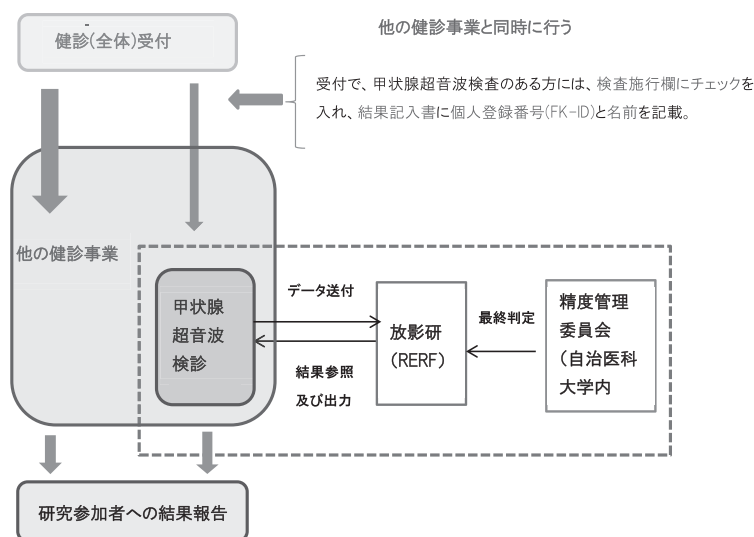 他の健診事業と同時に行う
健診(全体)受付
受付で、甲状腺超音波検査のある方には、検査施行欄にチェックを
入れ、結果記入書に個人登録番号(FK-ID)と名前を記載。
他の健診事業
甲状腺
超音波
検診
データ送付
結果参照
及び出力
放影研
(RERF)
最終判定
精度管理
委員会
(自治医科
大学内
研究参加者への結果報告